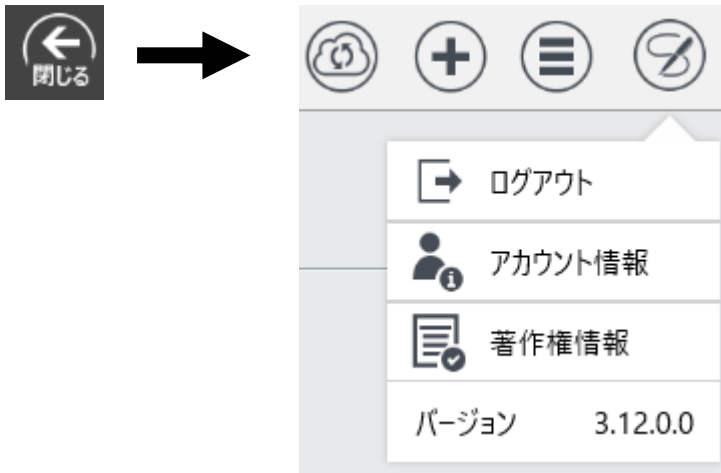 閉じる
ログアウト
アカウント情報
著作権情報
バージョン 3.12.0.0